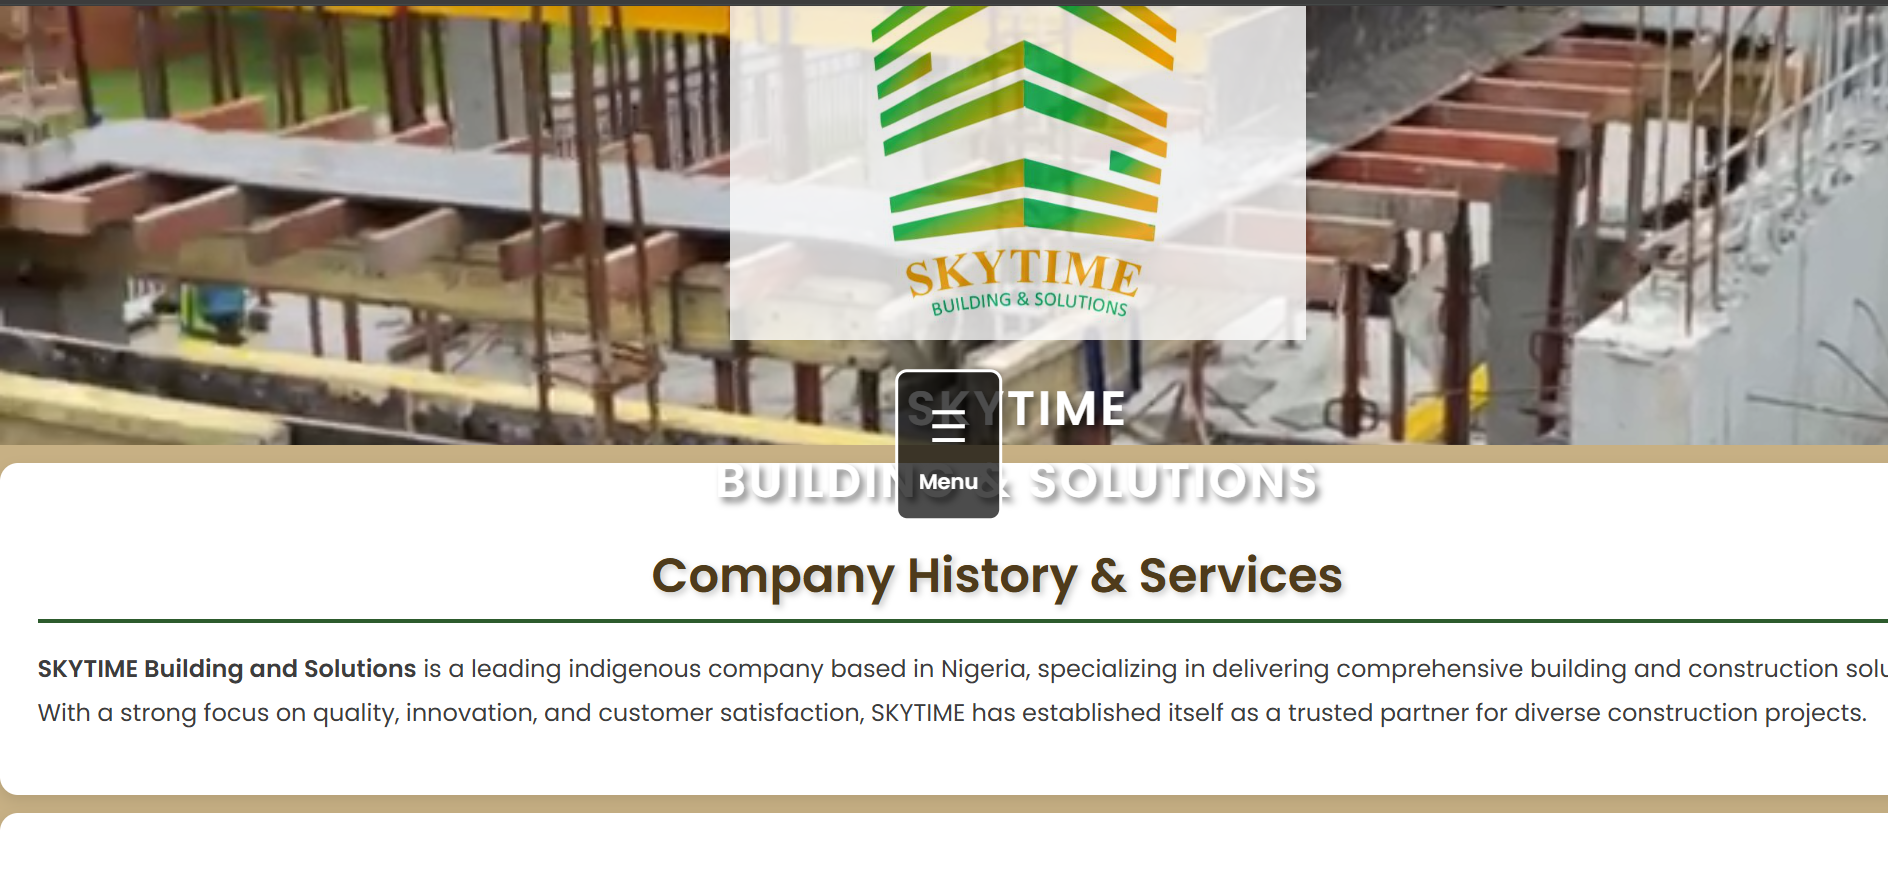 SKYTIME
BUILDING & SOLUTIONS
SKYTIME
BUILDING & SOLUTIONS
Menu
Company History & Services
SKYTIME Building and Solutions is a leading indigenous company based in Nigeria, specializing in delivering comprehensive building and construction
With a strong focus on quality, innovation, and customer satisfaction, SKYTIME has established itself as a trusted partner for diverse construction projects.